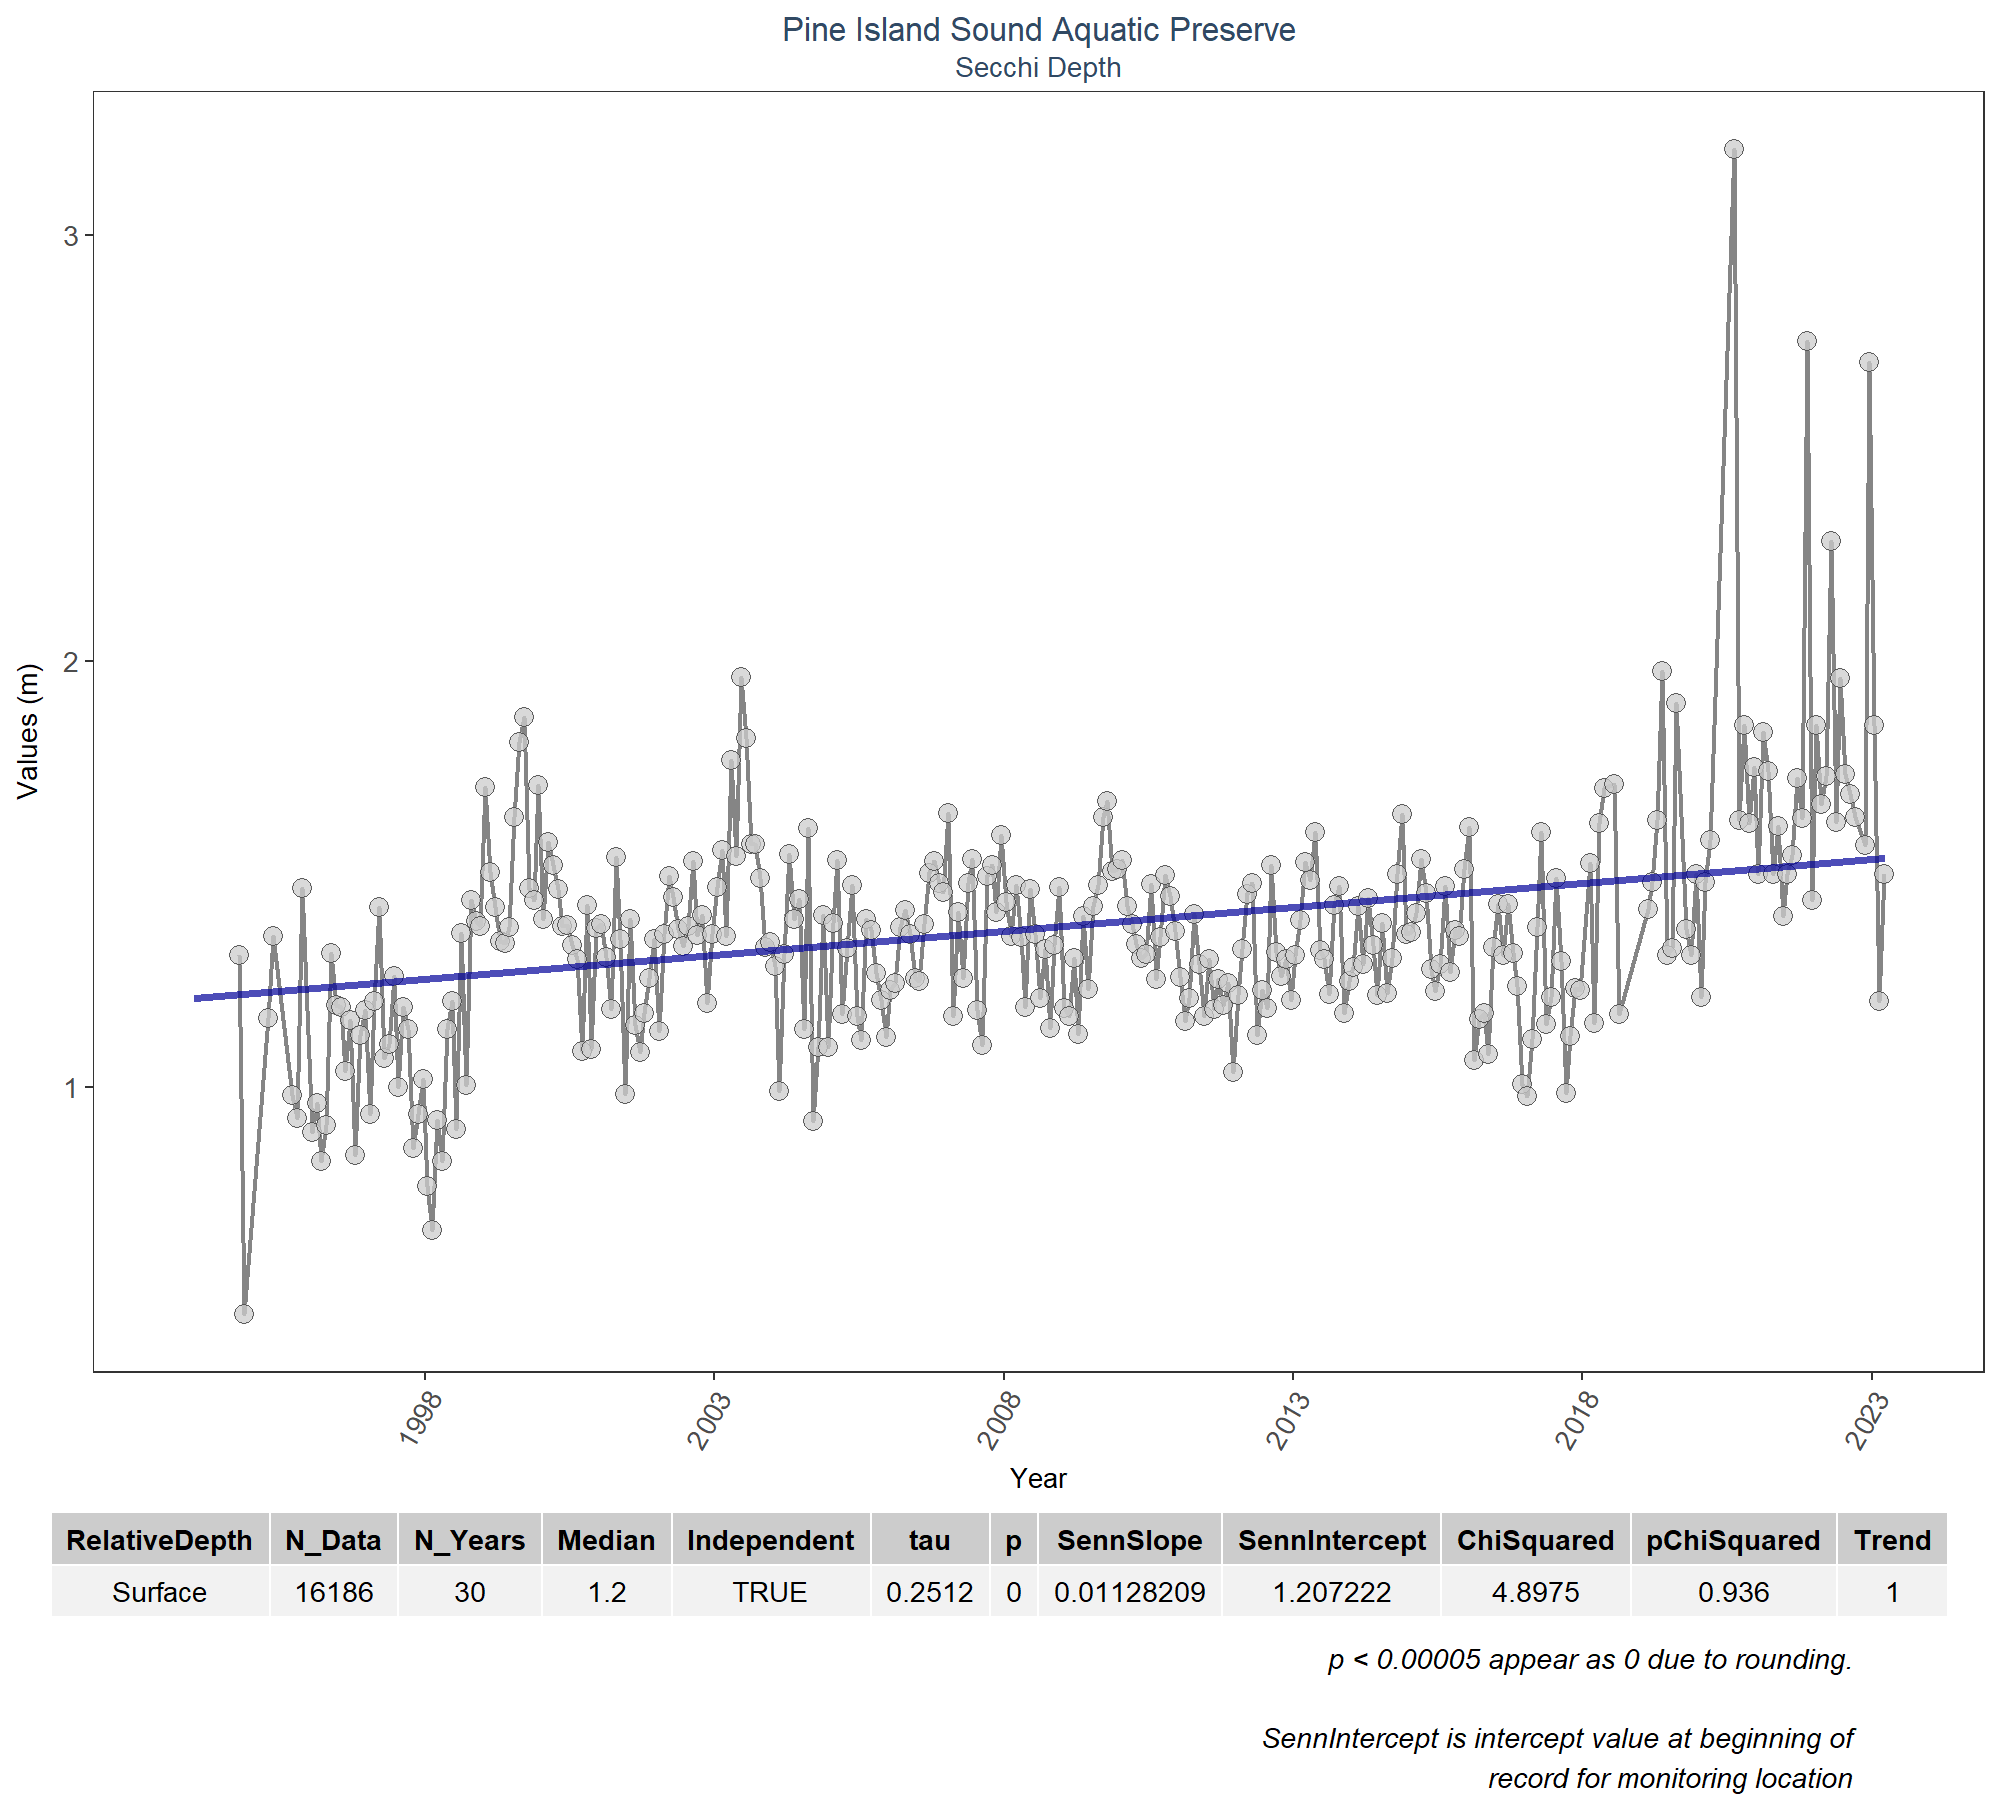 Pine Island Sound Aquatic Preserve
Secchi Depth
Values (m)
3
2
1
1998 2003 2008 2013 2018 2023
Year
RelativeDepth N_Data N_Years Median Independent tau p SennSlope SennIntercept ChiSquared pChiSquared Trend
Surface 16186 30 1.2 TRUE 0.2512 0 0.01128209 1.207222 4.8975 0.936 1
p < 0.00005 appear as 0 due to rounding.
SennIntercept is intercept value at beginning of
record for monitoring location